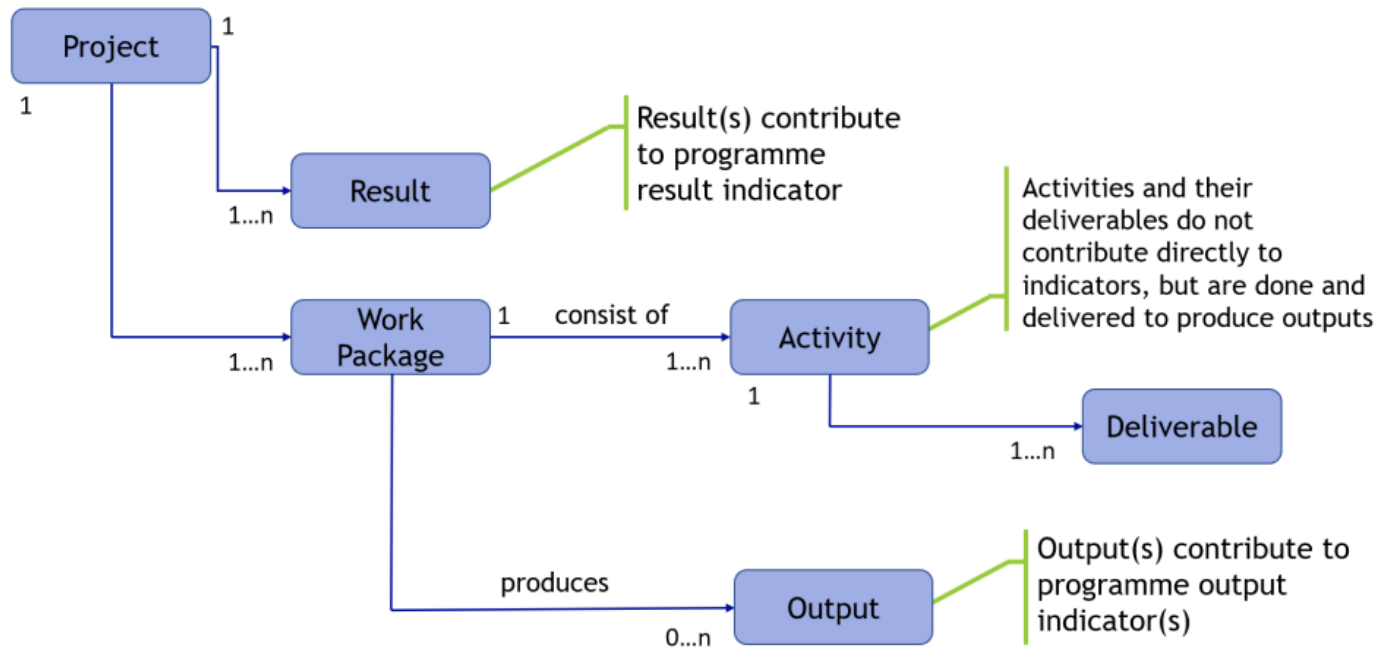 Project
1
1
Result(s) contribute
to programme
result indicator
Result
1...n
Activities and their
deliverables do not
contribute directly to
indicators, but are done and
delivered to produce outputs
Work
Package
1...n
1
consist of
1...n
Activity
1
Deliverable
1...n
Output(s) contribute to
programme output
indicator(s)
produces
Output
0...n